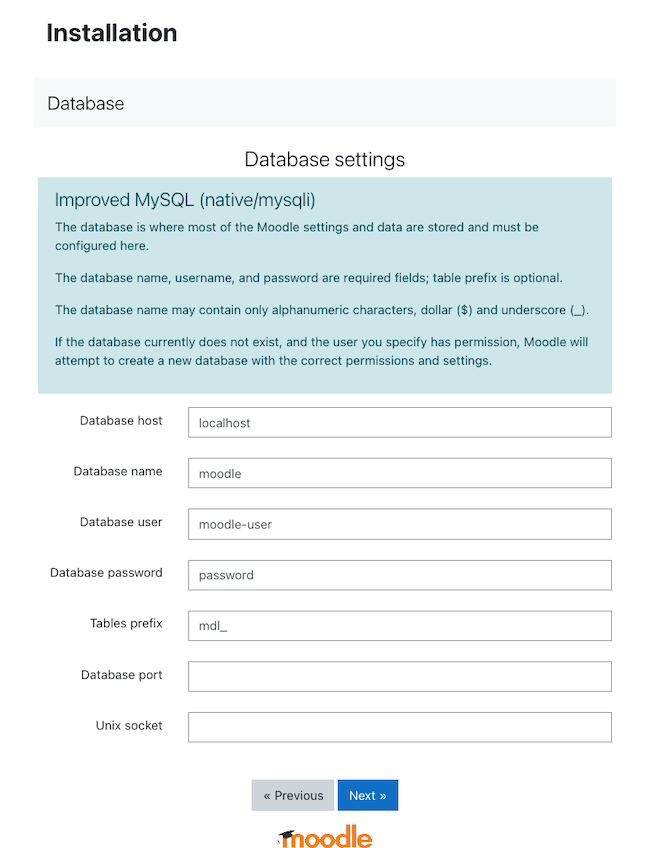 Installation
Database
Database settings
Improved MySQL (native/mysqli)
The database is where most of the Moodle settings and data are stored and must be
configured here.
The database name, username, and password are required fields; table prefix is optional.
The database name may contain only alphanumeric characters, dollar ($) and underscore (_).
If the database currently does not exist, and the user you specify has permission, Moodle will
attempt to create a new database with the correct permissions and settings.
Database host localhost
Database name moodle
Database user moodle-user
Database password password
Tables prefix mdl_
Database port
Unix socket
« Previous Next »
moodle